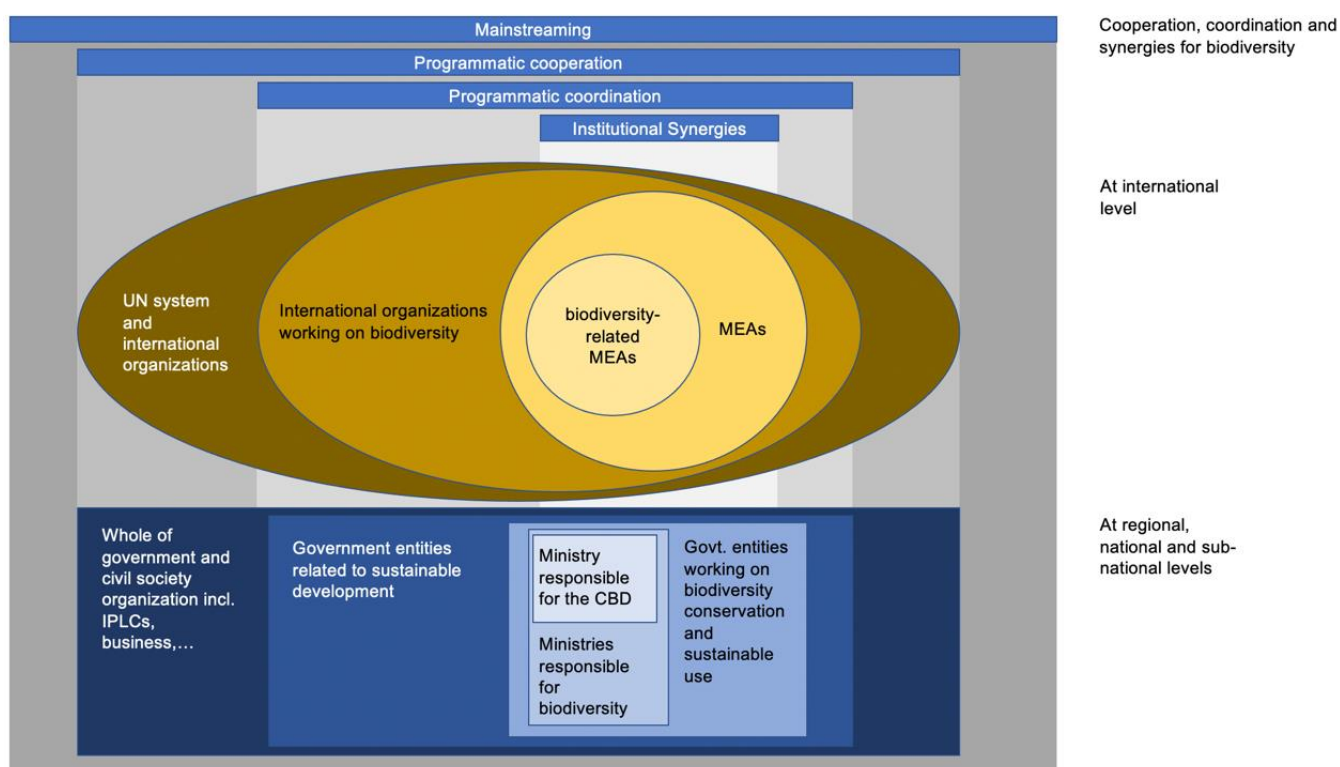 Mainstreaming
Cooperation, coordination and
synergies for biodiversity
Programmatic cooperation
Programmatic coordination
Institutional Synergies
At international
level
UN system
and
international
organizations
International organizations
working on biodiversity
biodiversity-
related
MEAs
MEAs
At regional,
national and sub-
national levels
Whole of
government and
civil society
organization incl.
IPLCs,
business,…
Government entities
related to sustainable
development
Ministry
responsible
for the CBD
Ministries
responsible
for
biodiversity
Govt. entities
working on
biodiversity
conservation
and
sustainable
use